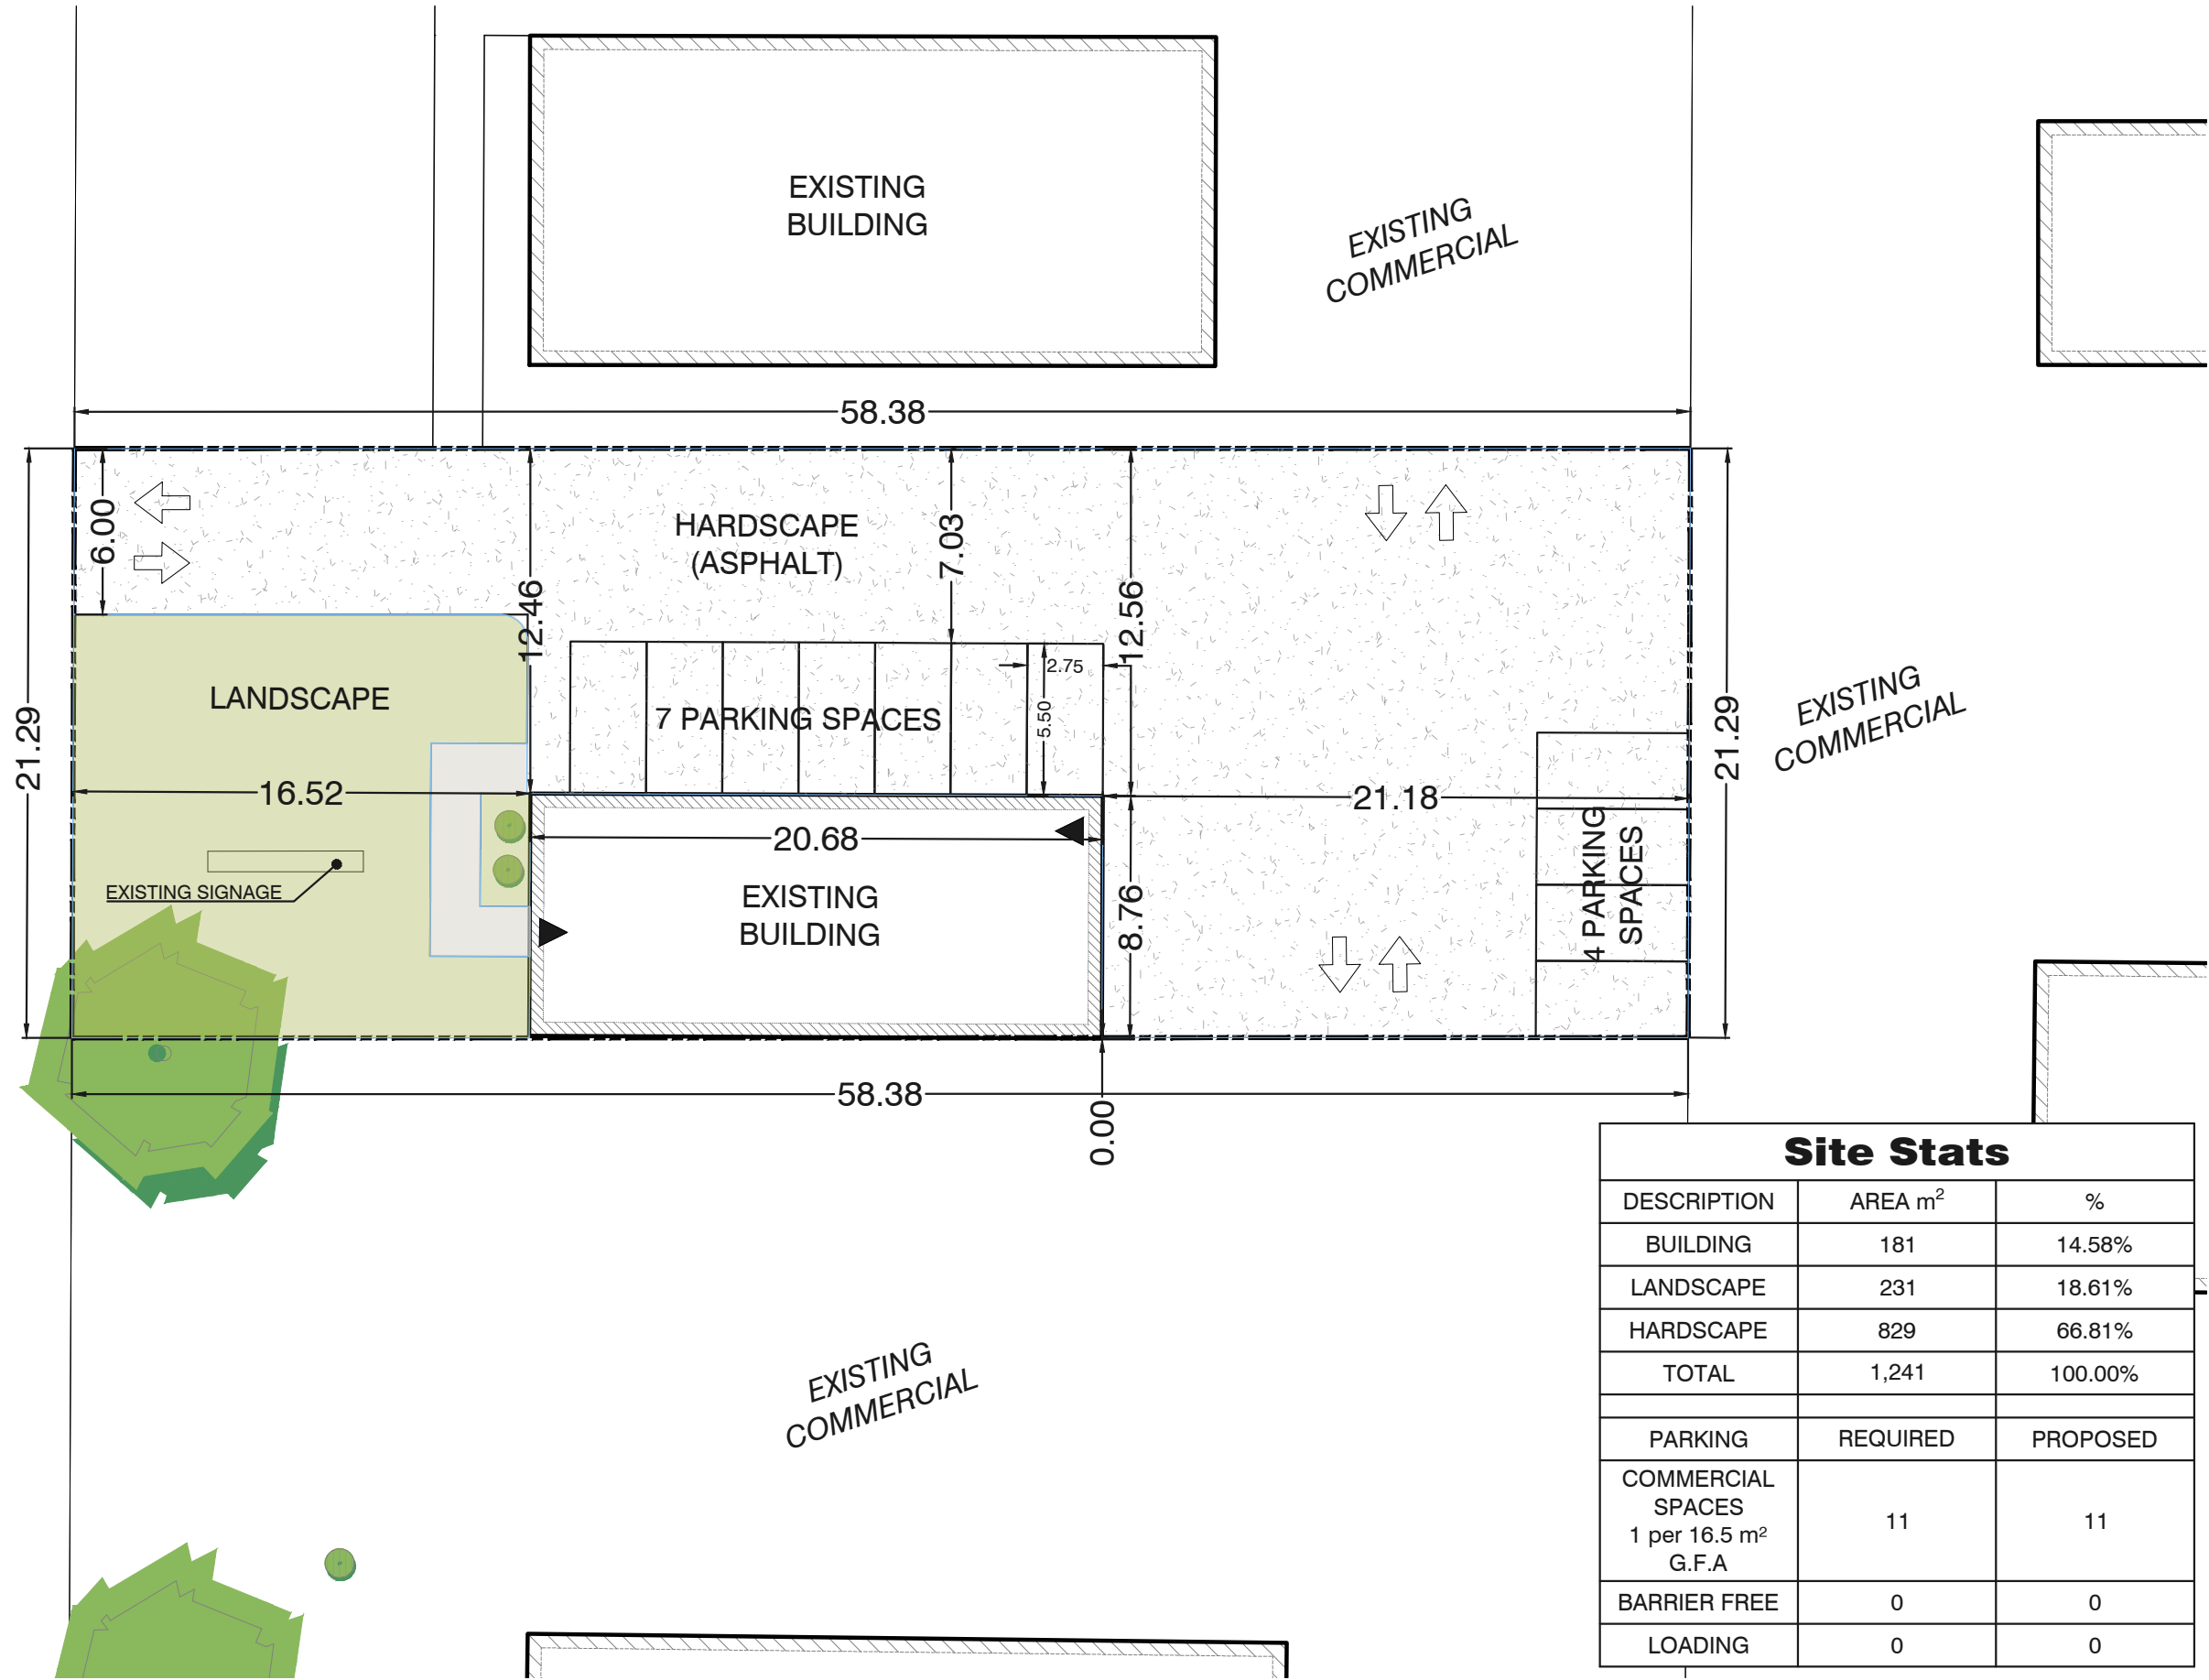 EXISTING
BUILDING
EXISTING
COMMERCIAL
58.38
6.00
HARDSCAPE
(ASPHALT)
7.03
12.46
12.56
2.75
5.50
LANDSCAPE
7 PARKING SPACES
21.29
21.29
EXISTING
COMMERCIAL
16.52
21.18
20.68
EXISTING SIGNAGE
EXISTING
BUILDING
8.76
4 PARKING
SPACES
58.38
0.00
EXISTING
COMMERCIAL
Site Stats
DESCRIPTION AREA m² %
BUILDING 181 14.58%
LANDSCAPE 231 18.61%
HARDSCAPE 829 66.81%
TOTAL 1,241 100.00%
PARKING REQUIRED PROPOSED
COMMERCIAL
SPACES
1 per 16.5 m²
G.F.A
11 11
BARRIER FREE 0 0
LOADING 0 0